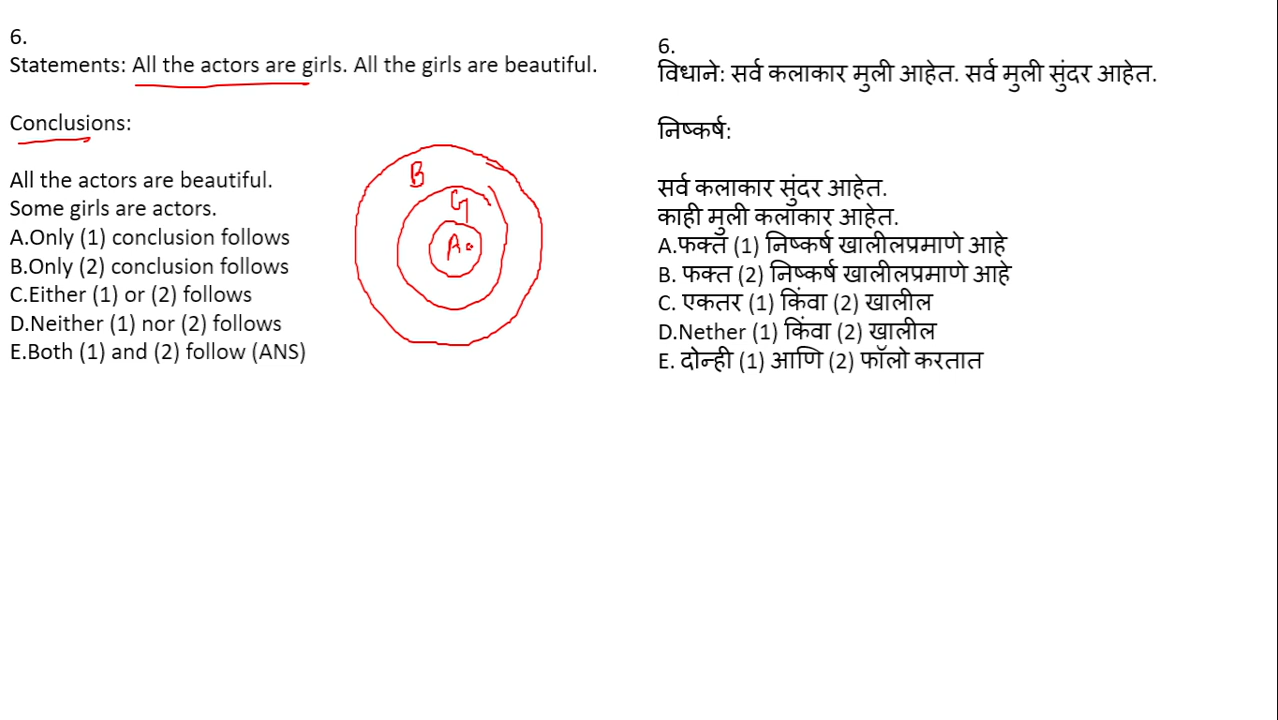 6.
Statements: All the actors are girls. All the girls are beautiful.
Conclusions:
All the actors are beautiful.
Some girls are actors.
A.Only (1) conclusion follows
B.Only (2) conclusion follows
C.Either (1) or (2) follows
D.Neither (1) nor (2) follows
E.Both (1) and (2) follow (ANS)
B
G
A
6.
विधाने: सर्व कलाकार मुली आहेत. सर्व मुली सुंदर आहेत.
निष्कर्ष:
सर्व कलाकार सुंदर आहेत.
काही मुली कलाकार आहेत.
A.फक्त (1) निष्कर्ष खालीलप्रमाणे आहे
B. फक्त (2) निष्कर्ष खालीलप्रमाणे आहे
C. एकतर (1) किंवा (2) खालील
D.Nether (1) किंवा (2) खालील
E. दोन्ही (1) आणि (2) फॉलो करतात